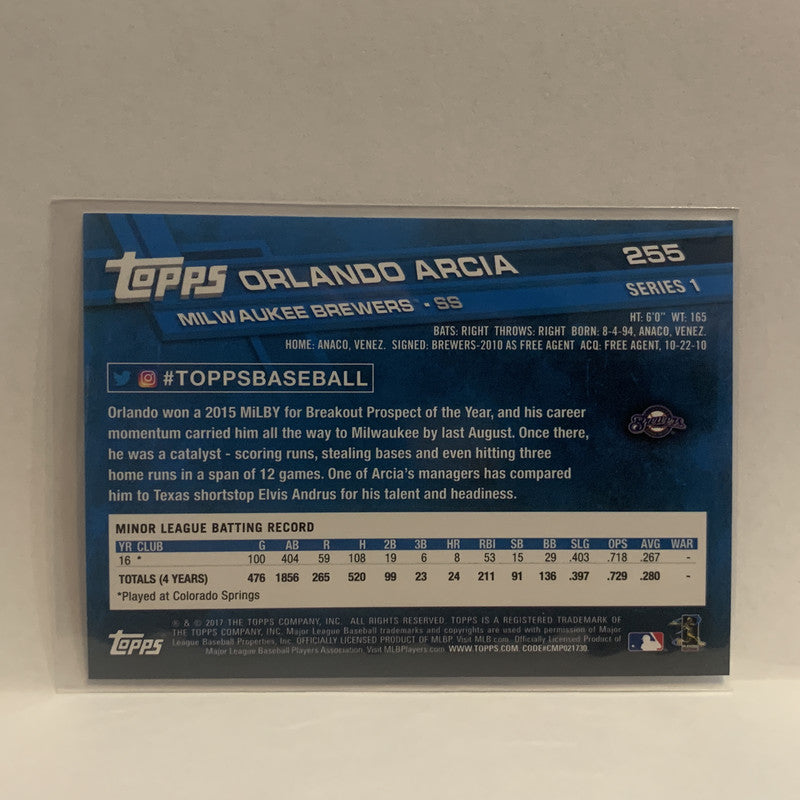 TOPPS ORLANDO ARCIA 255
MILWAUKEE BREWERS™ - SS SERIES 1
HT: 6'0" WT: 165
BATS: RIGHT THROWS: RIGHT BORN: 8-4-94, ANACO, VENEZ.
HOME: ANACO, VENEZ. SIGNED: BREWERS-2010 AS FREE AGENT ACQ: FREE AGENT, 10-22-10
#TOPPSBASEBALL
Orlando won a 2015 MiLBY for Breakout Prospect of the Year, and his career
momentum carried him all the way to Milwaukee by last August. Once there,
he was a catalyst - scoring runs, stealing bases and even hitting three
home runs in a span of 12 games. One of Arcia's managers has compared
him to Texas shortstop Elvis Andrus for his talent and headiness.
Brewers
MINOR LEAGUE BATTING RECORD
YR CLUB G AB R H 2B 3B HR RBI SB BB SLG OPS AVG WAR
16 * 100 404 59 108 19 6 8 53 15 29 .403 .718 .267 -
TOTALS (4 YEARS) 476 1856 265 520 99 23 24 211 91 136 .397 .729 .280 -
*Played at Colorado Springs
® & © 2017 THE TOPPS COMPANY, INC. ALL RIGHTS RESERVED. TOPPS IS A REGISTERED TRADEMARK OF
THE TOPPS COMPANY, INC. Major League Baseball trademarks and copyrights are used with permission of Major
League Baseball Properties, Inc. OFFICIALLY LICENSED PRODUCT OF MLBP. Visit MLB.com. Officially Licensed Product of
Major League Baseball Players Association. Visit MLBPlayers.com. WWW.TOPPS.COM. CODE#CMP021730.
TOPPS